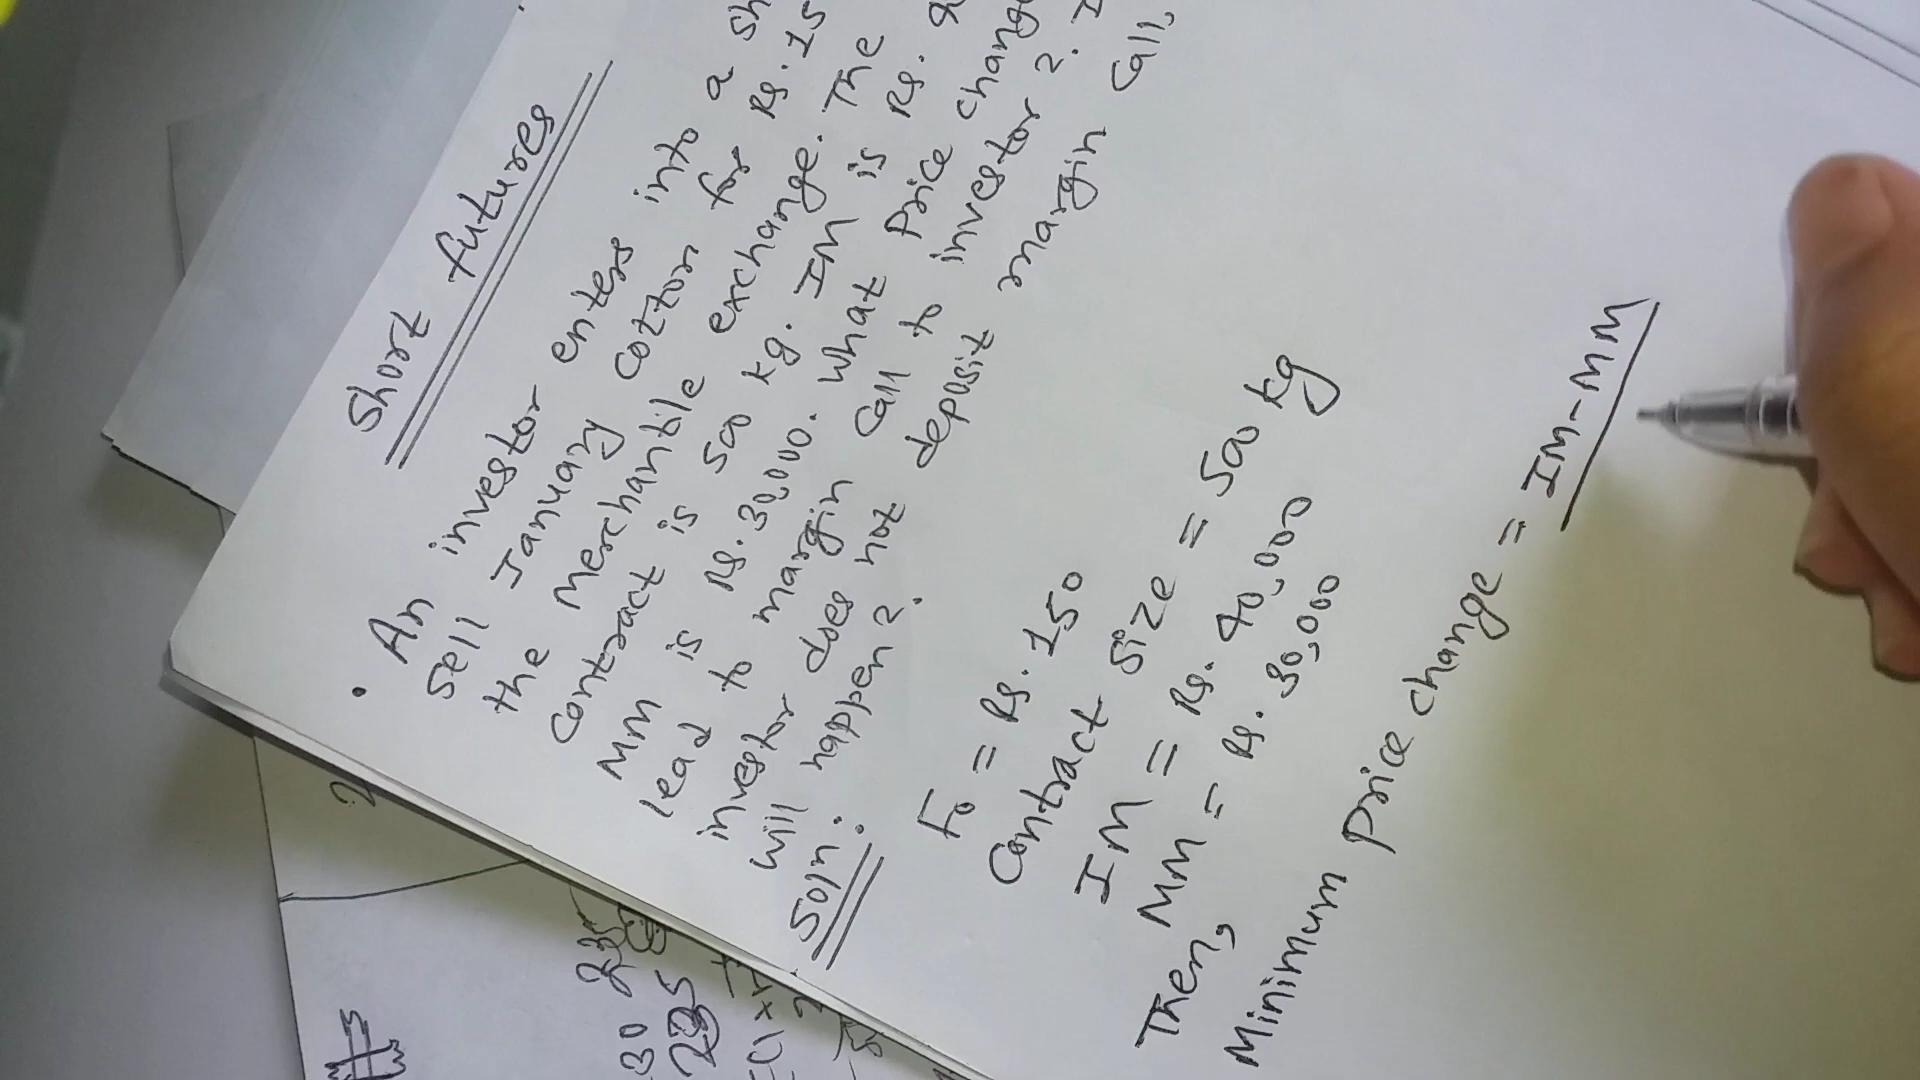 Short futures
• An investor enters into a
sell January cotton for Rs. 15
the merchantile exchange. The
contract is 500 kg. IM is Rs.
MM is Rs. 30,000. What Price change
lead to margin call to investor ?.
investor does not deposit margin call,
will happen ?.
Soln:
F0 = Rs. 150
Contract size = 500 kg
IM = Rs. 40,000
MM = Rs. 30,000
Then,
Minimum Price change = IM-MM
2
30